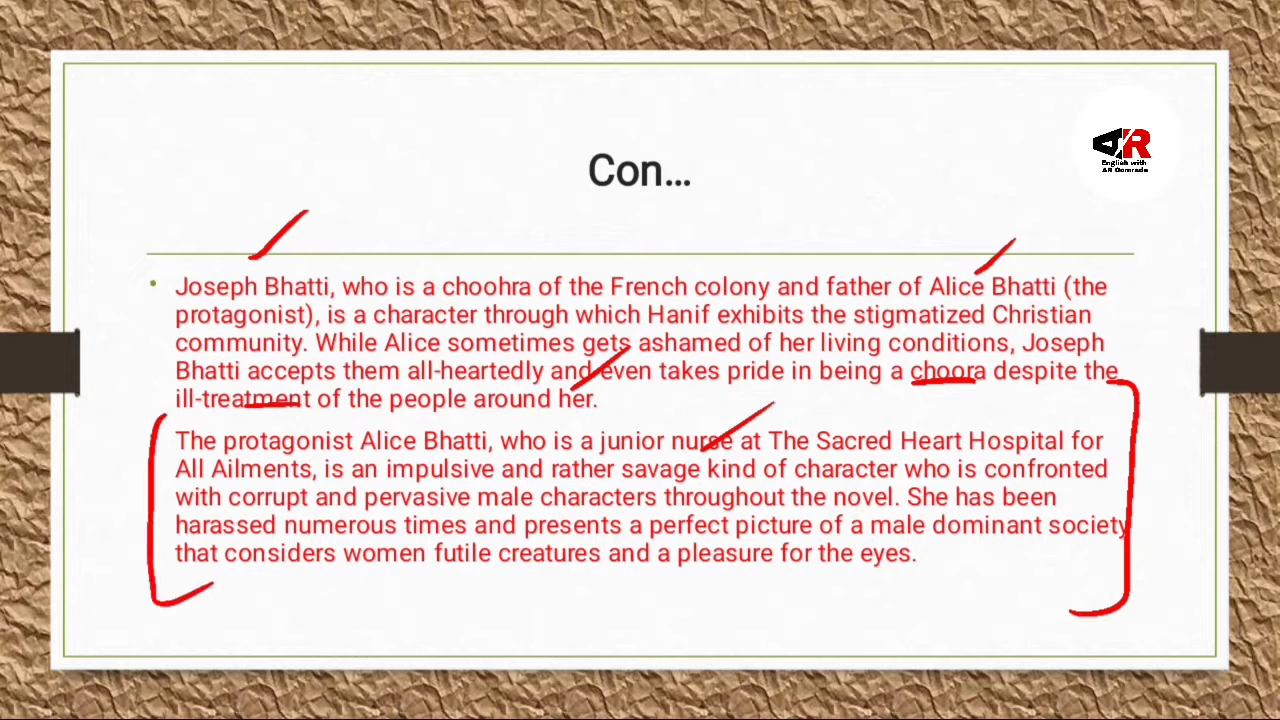 AR
English with
AR Comrade
Con...
• Joseph Bhatti, who is a choohra of the French colony and father of Alice Bhatti (the
protagonist), is a character through which Hanif exhibits the stigmatized Christian
community. While Alice sometimes gets ashamed of her living conditions, Joseph
Bhatti accepts them all-heartedly and even takes pride in being a choora despite the
ill-treatment of the people around her.
The protagonist Alice Bhatti, who is a junior nurse at The Sacred Heart Hospital for
All Ailments, is an impulsive and rather savage kind of character who is confronted
with corrupt and pervasive male characters throughout the novel. She has been
harassed numerous times and presents a perfect picture of a male dominant society
that considers women futile creatures and a pleasure for the eyes.